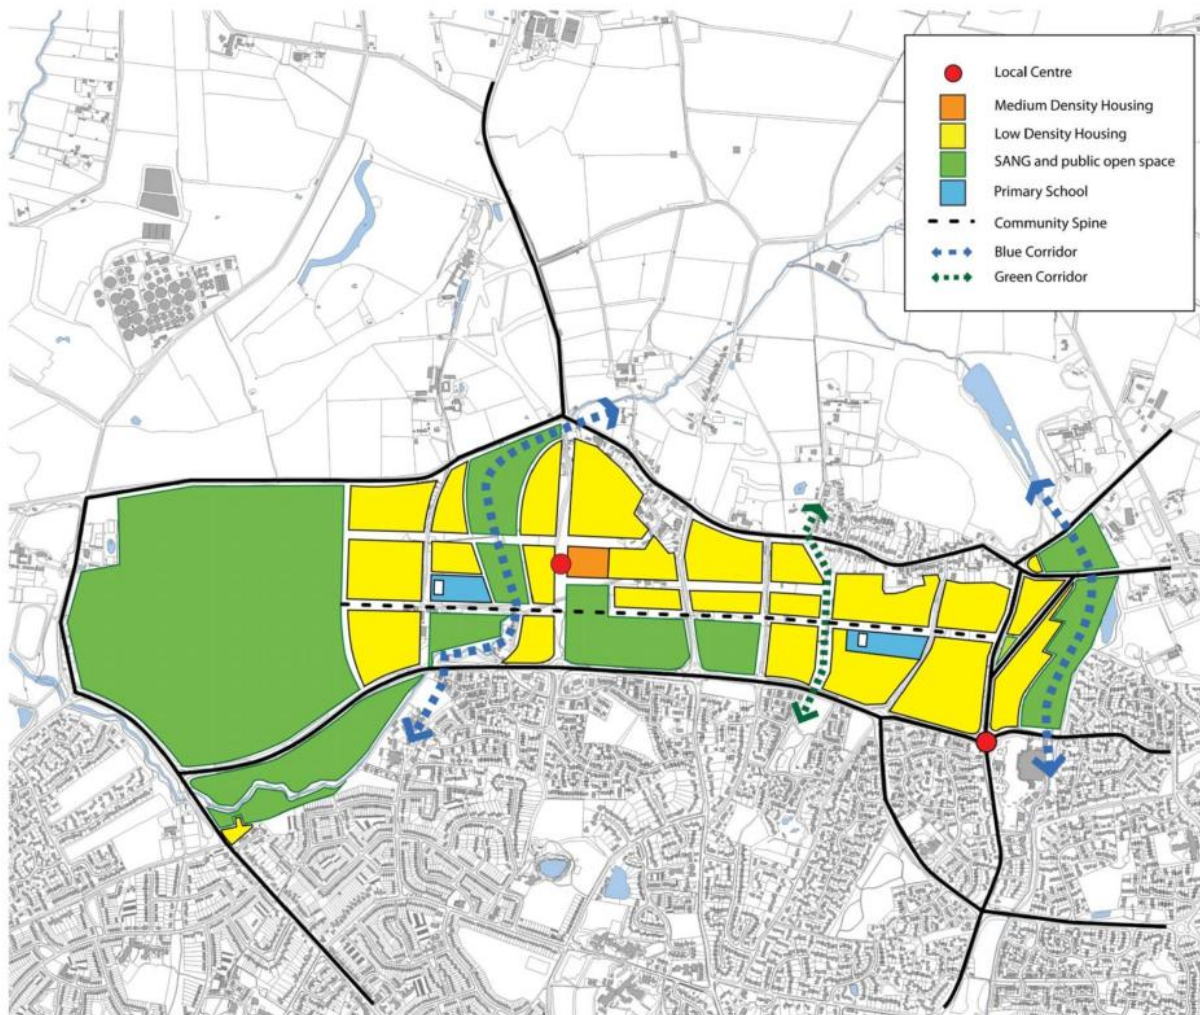 Local Centre
Medium Density Housing
Low Density Housing
SANG and public open space
Primary School
Community Spine
Blue Corridor
Green Corridor